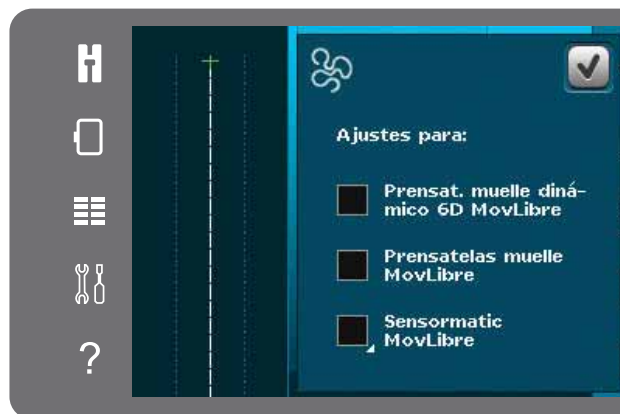 Ajustes para:
Prensat. muelle diná-
mico 6D MovLibre
Prensatelas muelle
MovLibre
Sensormatic
MovLibre
?